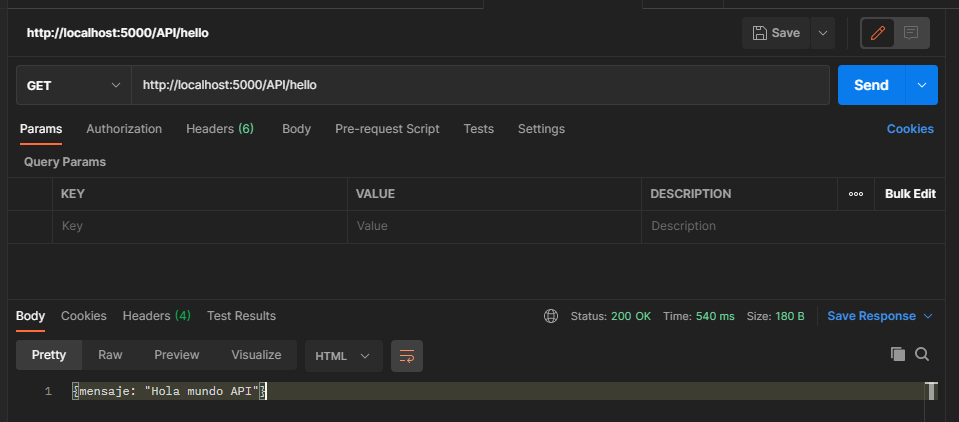 http://localhost:5000/API/hello
Save
GET
http://localhost:5000/API/hello
Send
Params Authorization Headers (6) Body Pre-request Script Tests Settings Cookies
Query Params
KEY VALUE DESCRIPTION ooo Bulk Edit
Key Value Description
Body Cookies Headers (4) Test Results Status: 200 OK Time: 540 ms Size: 180 B Save Response
Pretty Raw Preview Visualize HTML
1 {mensaje: "Hola mundo API"}